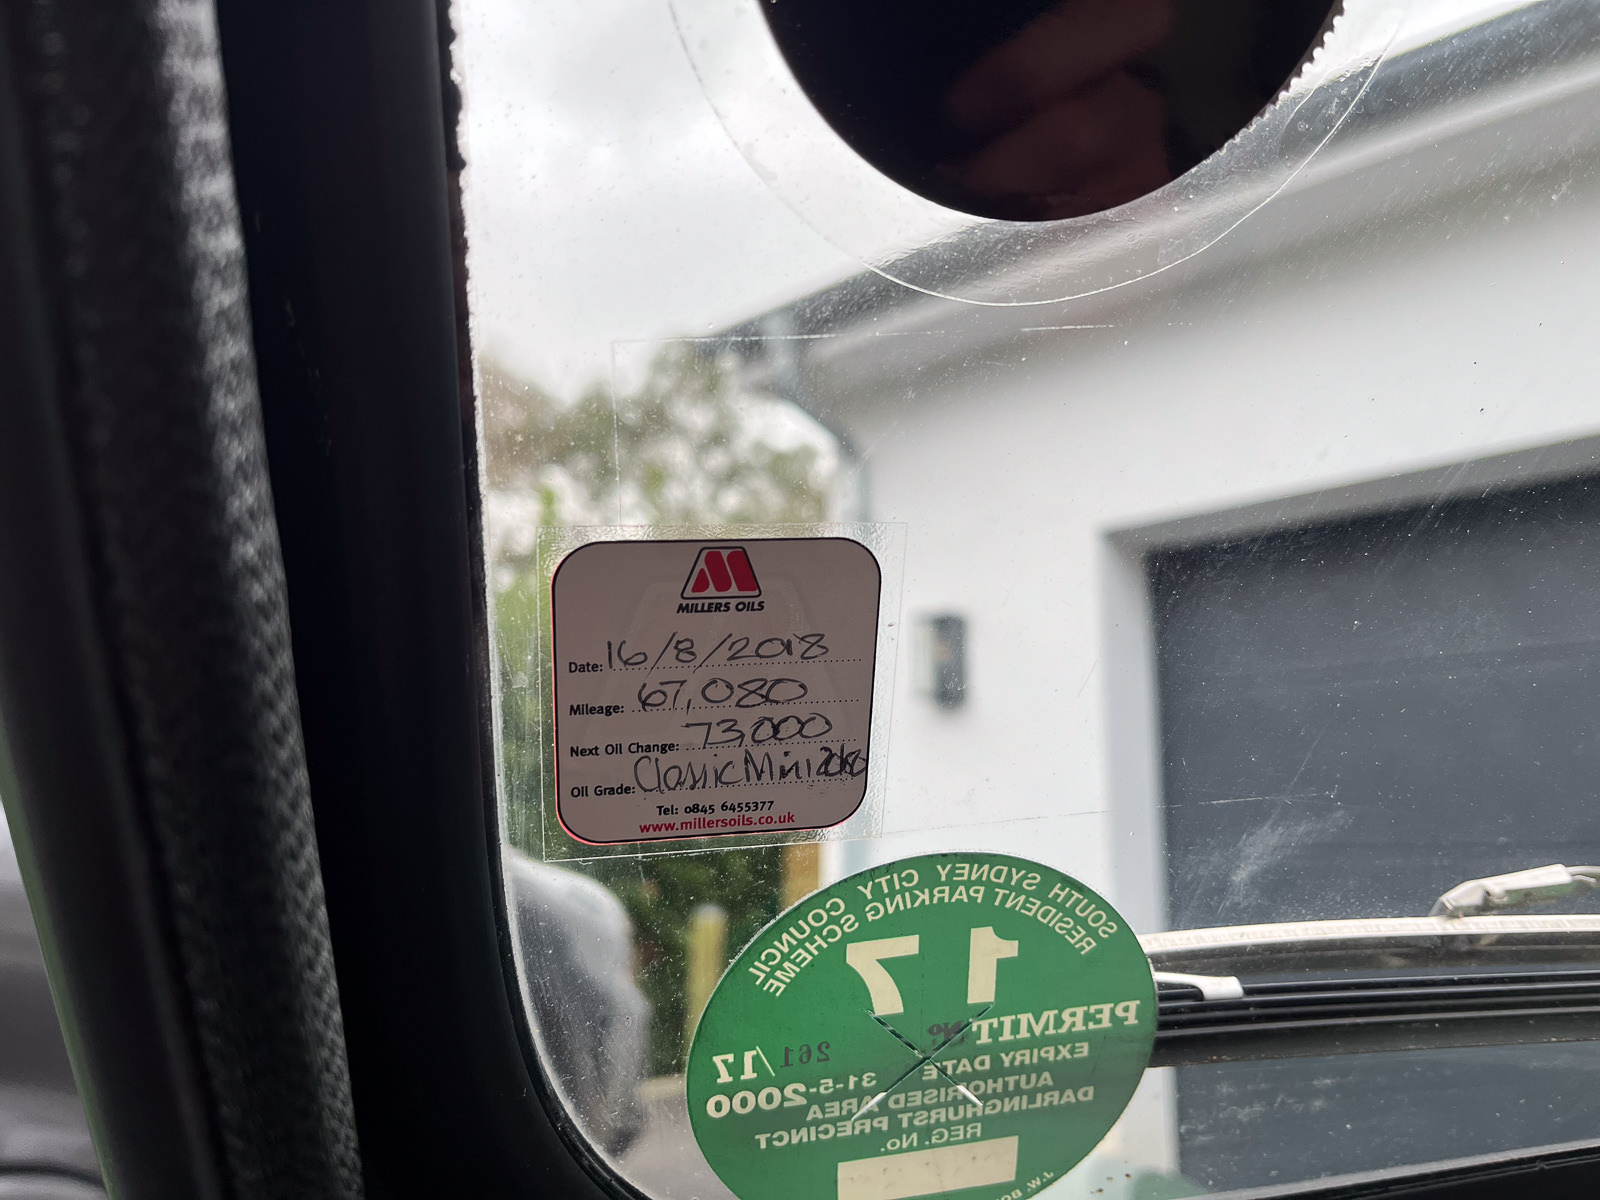 MILLERS OILS
Date: 16/8/2018
Mileage: 67,080
Next Oil Change: 73,000
Oil Grade: Classic Mini
Tel: 0845 6455377
www.millersoils.co.uk
SOUTH SYDNEY CITY COUNCIL
RESIDENT PARKING SCHEME
17
PERMIT No. 261/17
EXPIRY DATE 31-5-2000
AUTHORISED AREA
DARLINGHURST PRECINCT
REG. No.